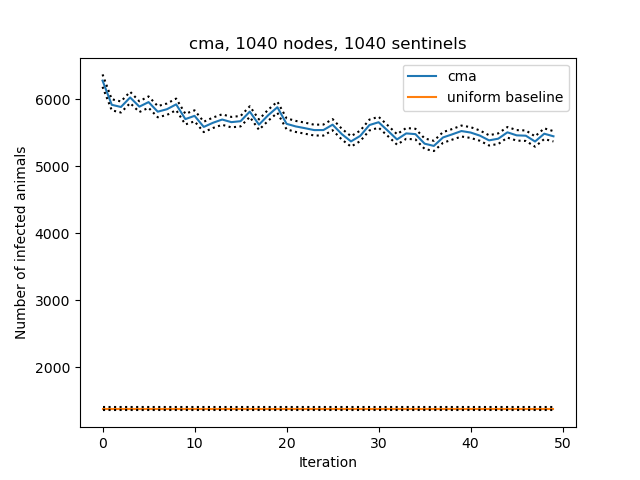 cma, 1040 nodes, 1040 sentinels
cma
uniform baseline
Number of infected animals
6000
5000
4000
3000
2000
0 10 20 30 40 50
Iteration